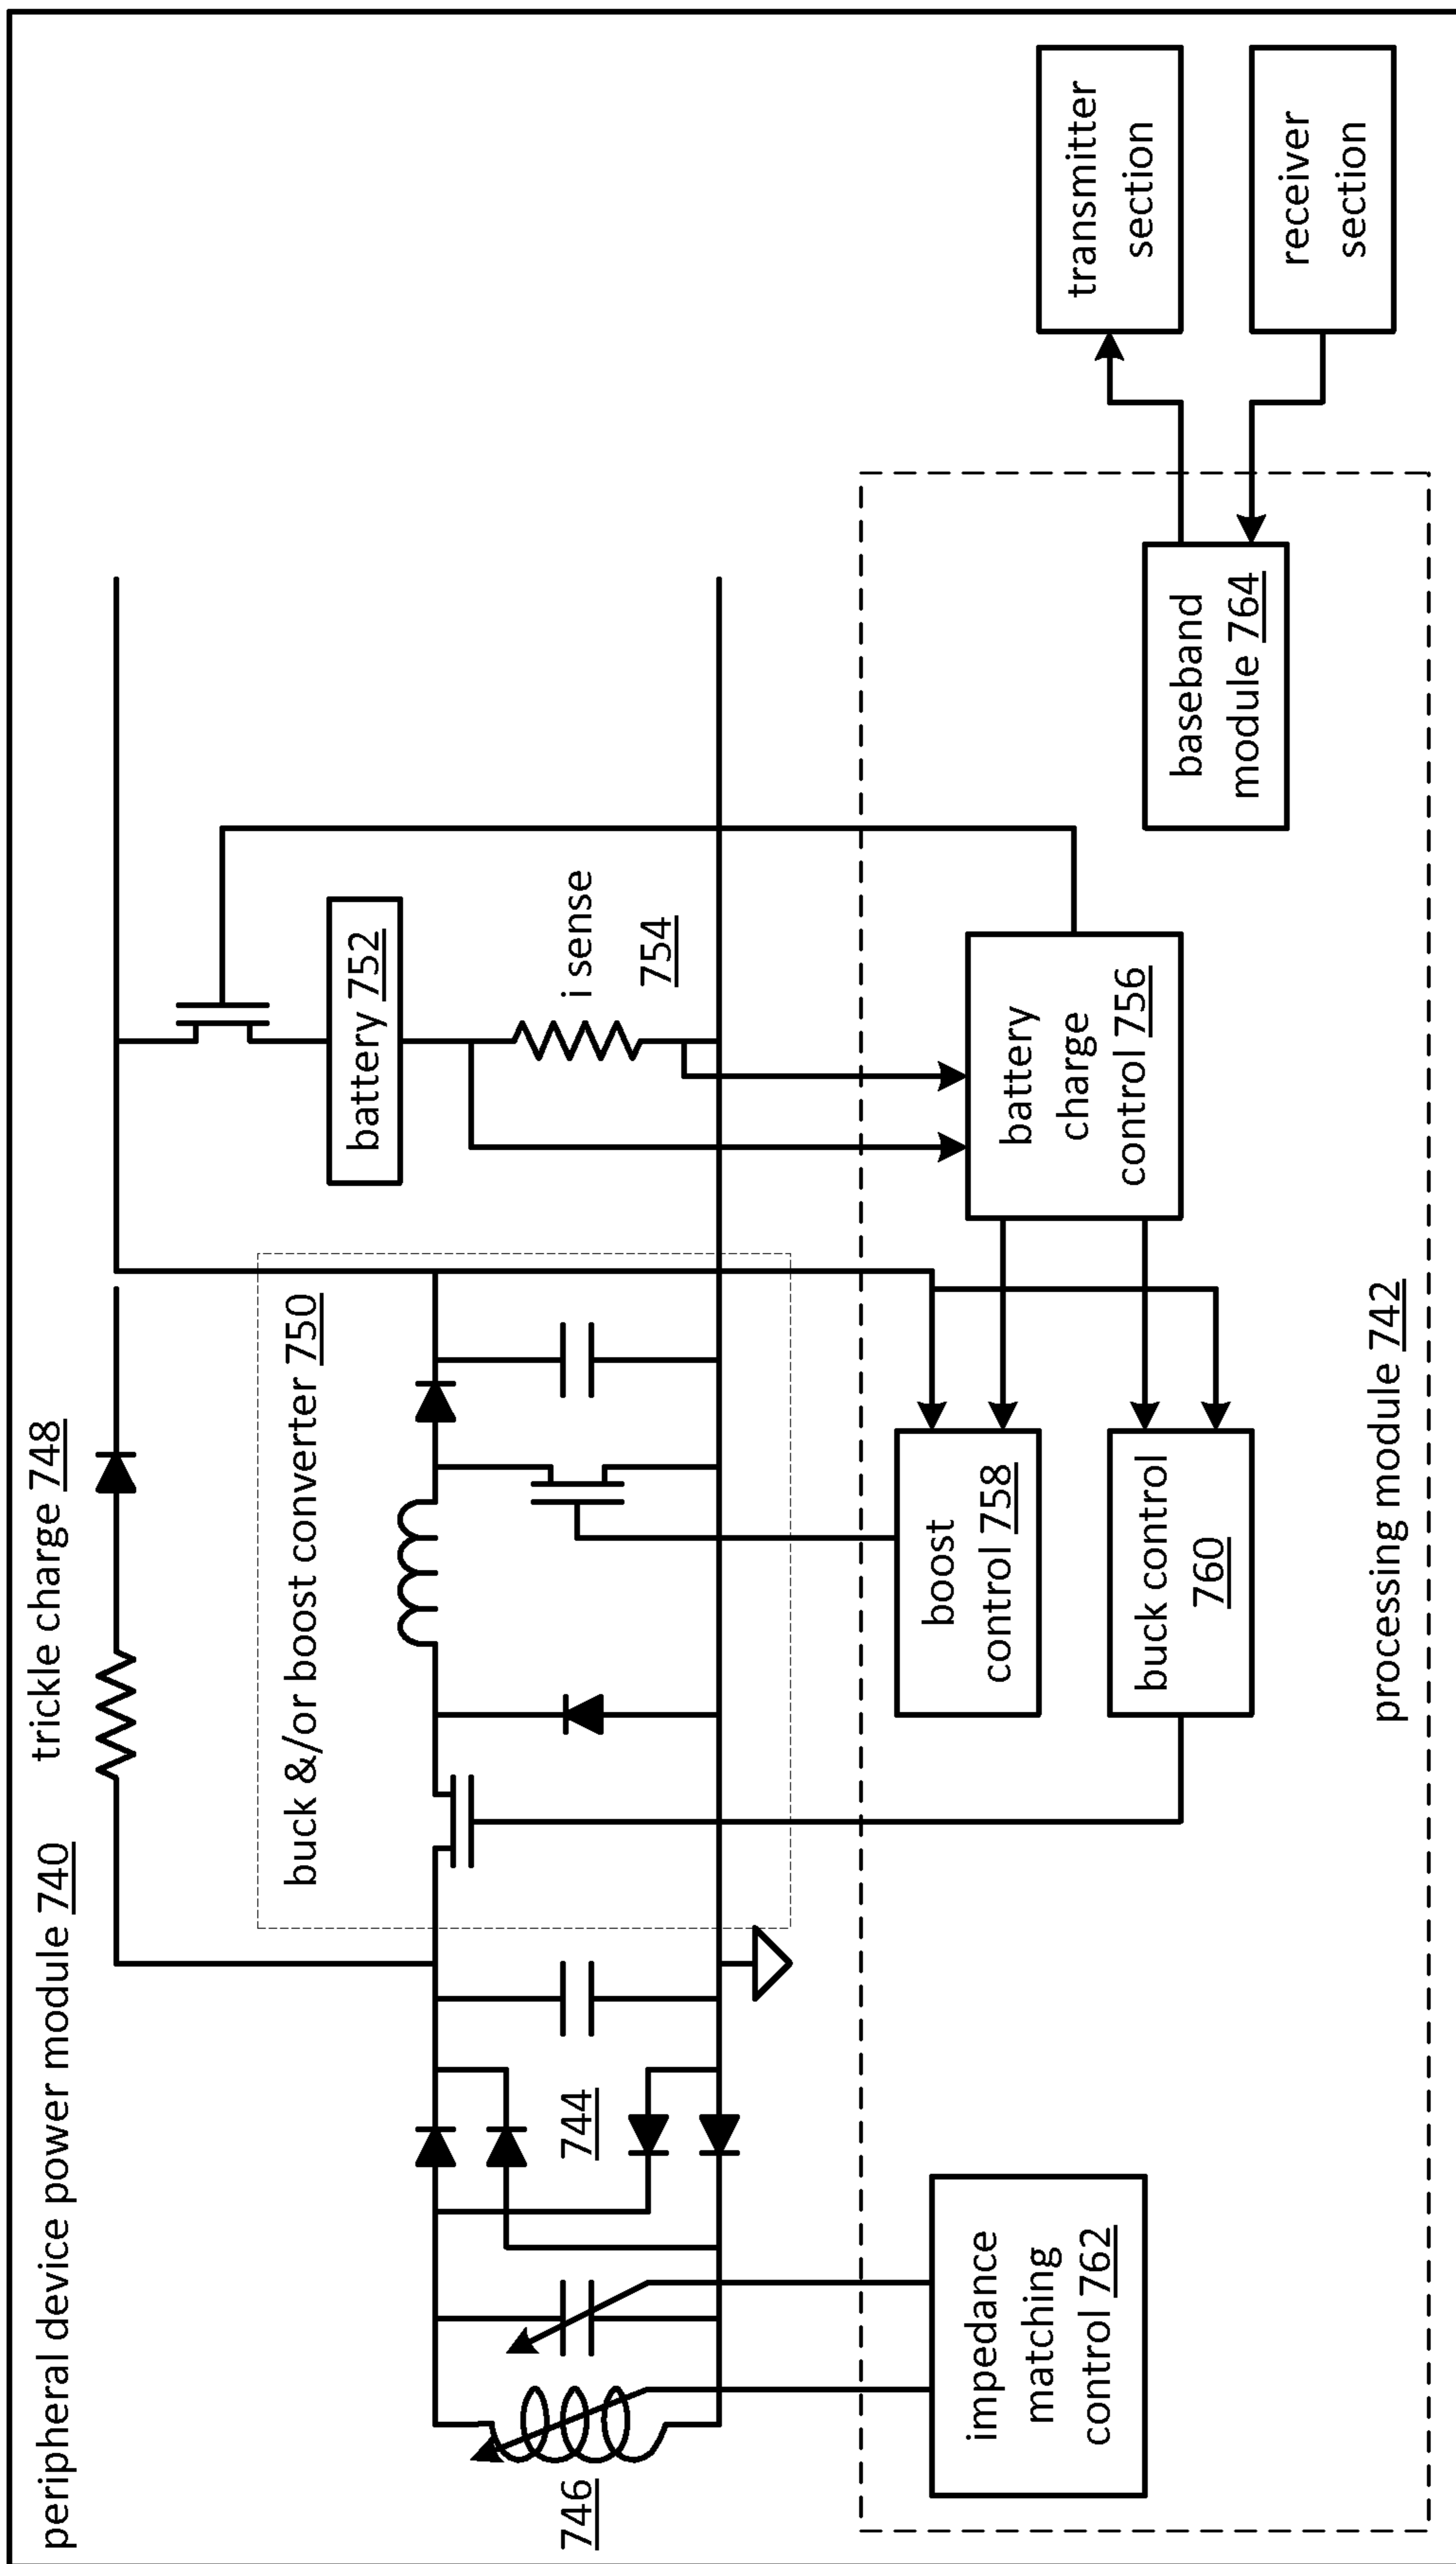 peripheral device power module 740
trickle charge 748
buck &/or boost converter 750
battery 752
i sense
754
744
746
transmitter
section
receiver
section
baseband
module 764
battery
charge
control 756
boost
control 758
buck control
760
impedance
matching
control 762
processing module 742